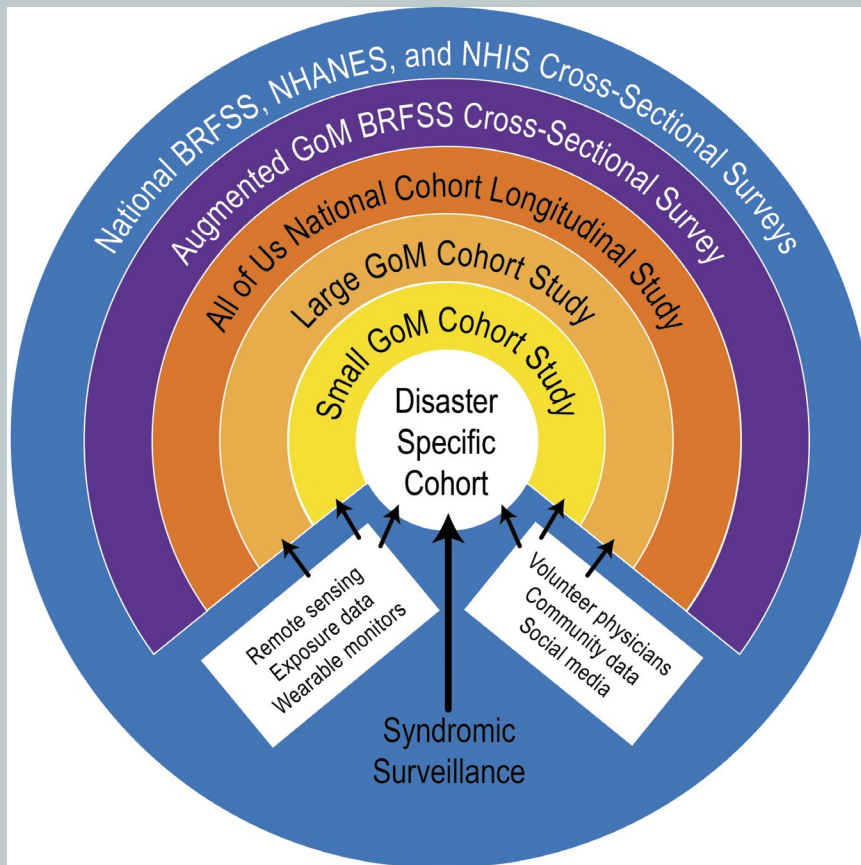 National BRFSS, NHANES, and NHIS Cross-Sectional Surveys
Augmented GoM BRFSS Cross-Sectional Survey
All of Us National Cohort Longitudinal Study
Large GoM Cohort Study
Small GoM Cohort Study
Disaster
Specific
Cohort
Remote sensing
Exposure data
Wearable monitors
Volunteer physicians
Community data
Social media
Syndromic
Surveillance